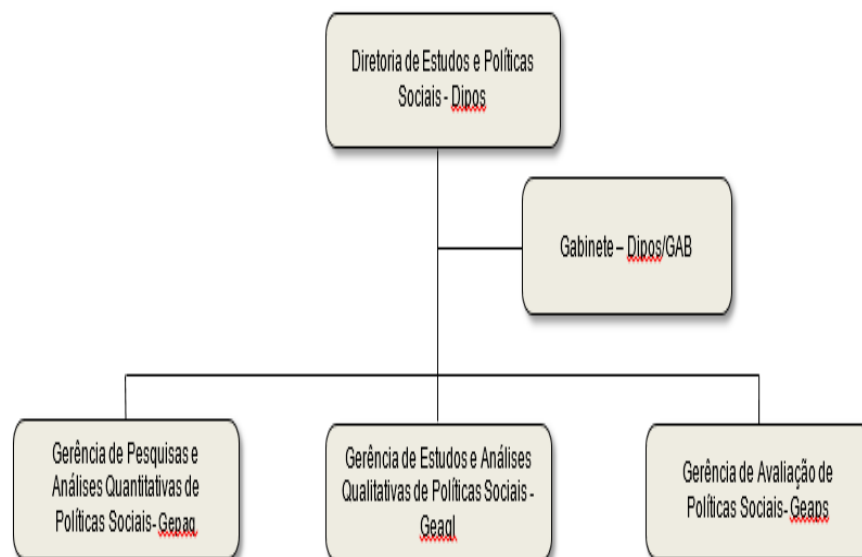 Diretoria de Estudos e Políticas
Sociais - Dipos
Gabinete – Dipos/GAB
Gerência de Pesquisas e
Análises Quantitativas de
Políticas Sociais- Gepaq
Gerência de Estudos e Análises
Qualitativas de Políticas Sociais -
Geaql
Gerência de Avaliação de
Políticas Sociais- Geaps